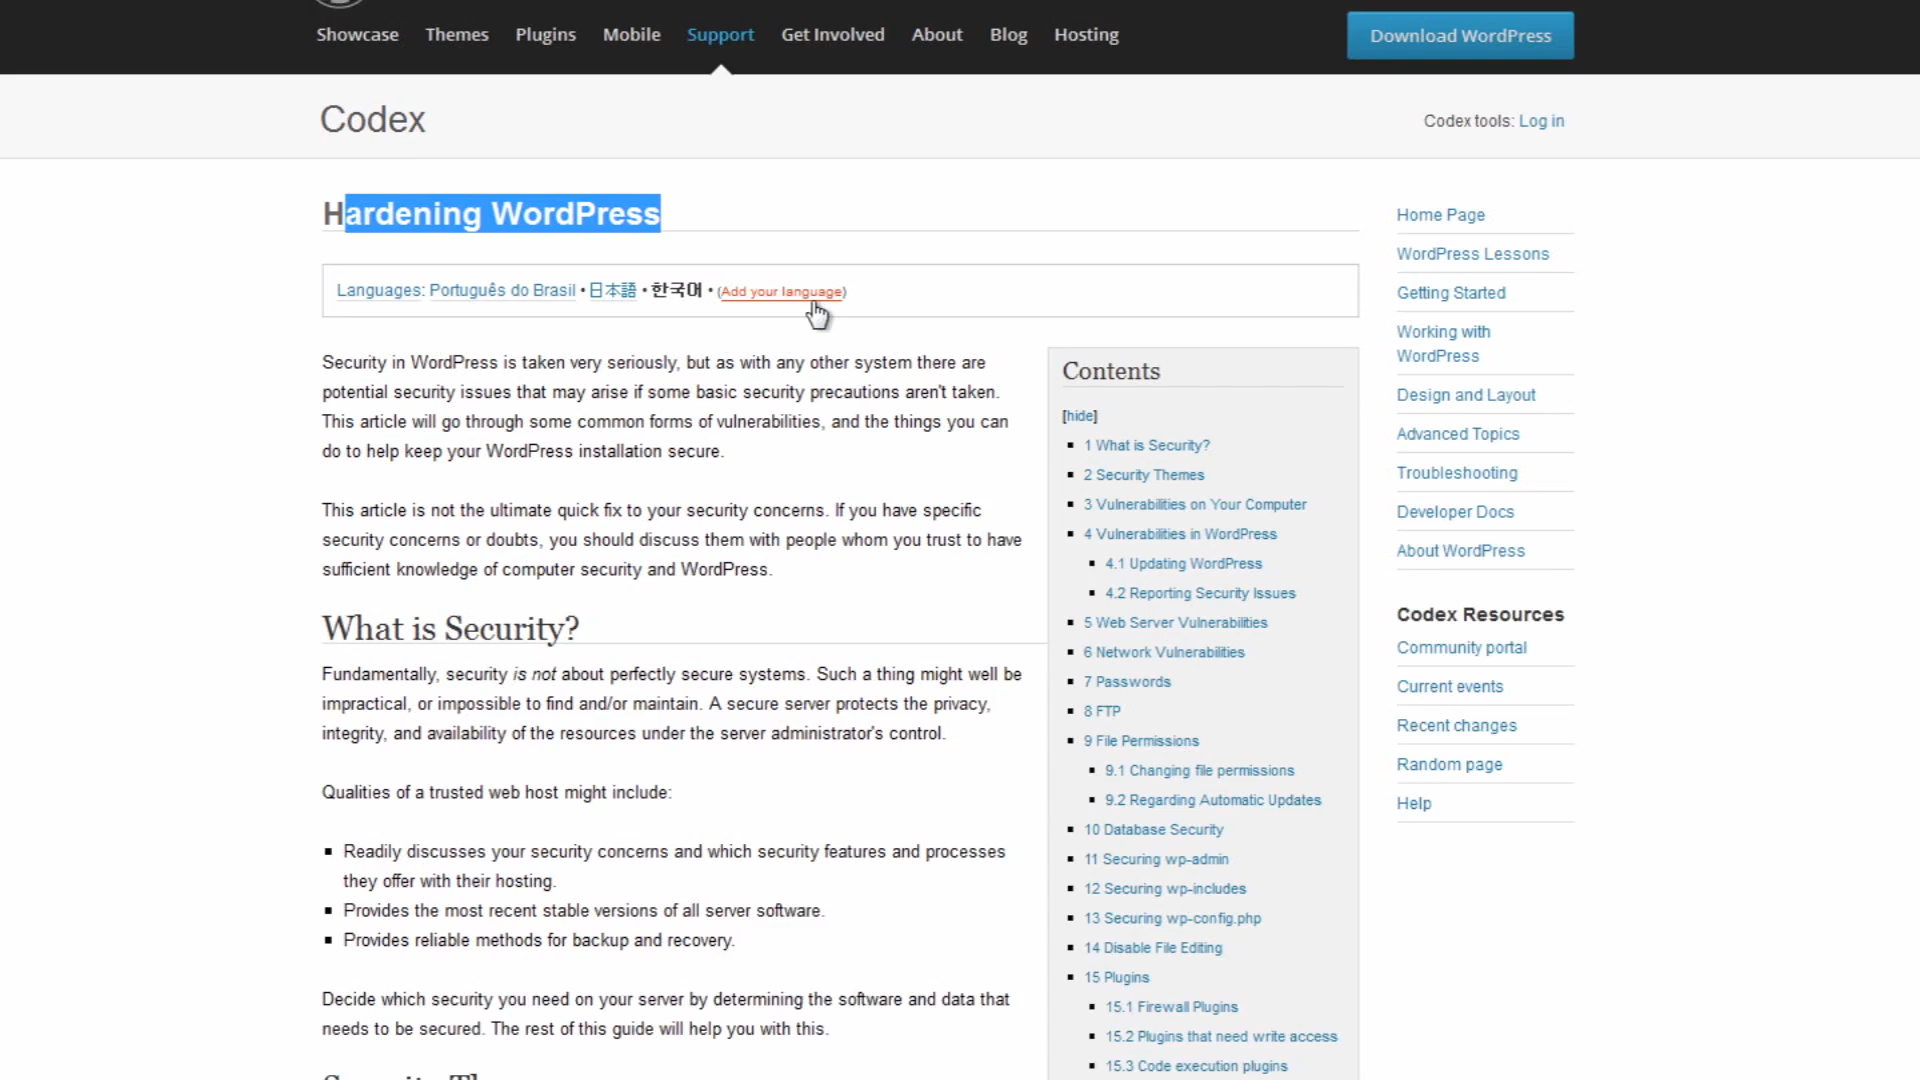 Showcase Themes Plugins Mobile Support Get Involved About Blog Hosting Download WordPress
Codex
Codex tools: Log in
Hardening WordPress
Languages: Português do Brasil • 日本語 • 한국어 • (Add your language)
Security in WordPress is taken very seriously, but as with any other system there are
potential security issues that may arise if some basic security precautions aren't taken.
This article will go through some common forms of vulnerabilities, and the things you can
do to help keep your WordPress installation secure.
This article is not the ultimate quick fix to your security concerns. If you have specific
security concerns or doubts, you should discuss them with people whom you trust to have
sufficient knowledge of computer security and WordPress.
What is Security?
Fundamentally, security is not about perfectly secure systems. Such a thing might well be
impractical, or impossible to find and/or maintain. A secure server protects the privacy,
integrity, and availability of the resources under the server administrator's control.
Qualities of a trusted web host might include:
Readily discusses your security concerns and which security features and processes
they offer with their hosting.
Provides the most recent stable versions of all server software.
Provides reliable methods for backup and recovery.
Decide which security you need on your server by determining the software and data that
needs to be secured. The rest of this guide will help you with this.
Contents
[hide]
1 What is Security?
2 Security Themes
3 Vulnerabilities on Your Computer
4 Vulnerabilities in WordPress
4.1 Updating WordPress
4.2 Reporting Security Issues
5 Web Server Vulnerabilities
6 Network Vulnerabilities
7 Passwords
8 FTP
9 File Permissions
9.1 Changing file permissions
9.2 Regarding Automatic Updates
10 Database Security
11 Securing wp-admin
12 Securing wp-includes
13 Securing wp-config.php
14 Disable File Editing
15 Plugins
15.1 Firewall Plugins
15.2 Plugins that need write access
15.3 Code execution plugins
Home Page
WordPress Lessons
Getting Started
Working with
WordPress
Design and Layout
Advanced Topics
Troubleshooting
Developer Docs
About WordPress
Codex Resources
Community portal
Current events
Recent changes
Random page
Help